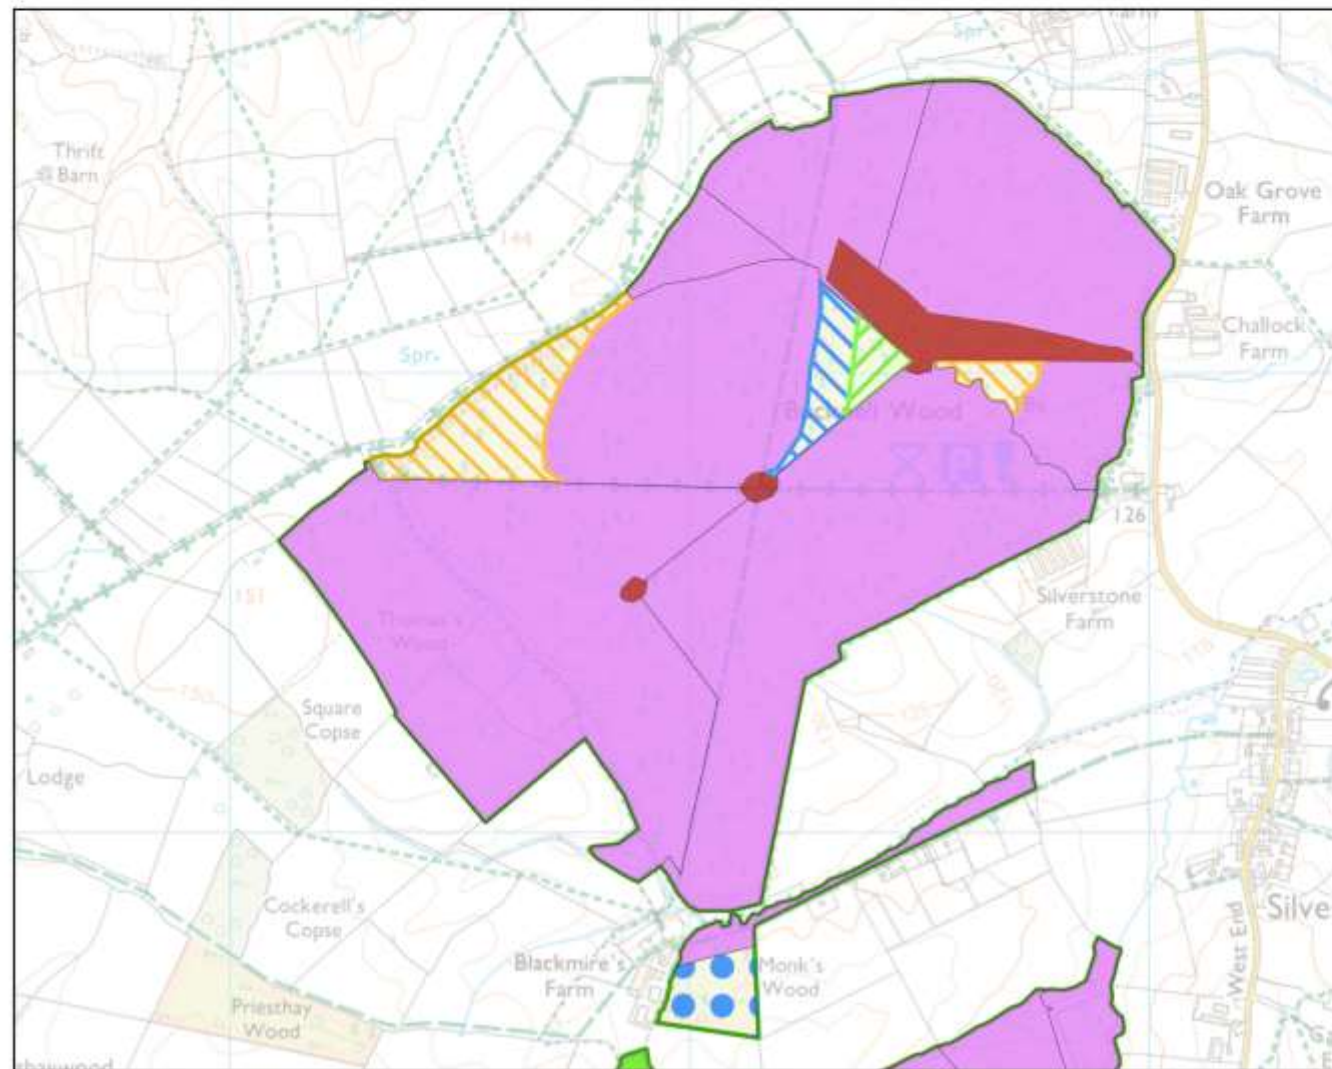 Spr
Thrift
Barn
Oak Grove
Farm
144
Challock
Farm
Spr
Wood
126
151
Silverstone
Farm
Thomas's
Wood
150
Square
Copse
Lodge
Cockerell's
Copse
Silve
West End
Blackmire's
Farm
Monk's
Wood
Priesthay
Wood